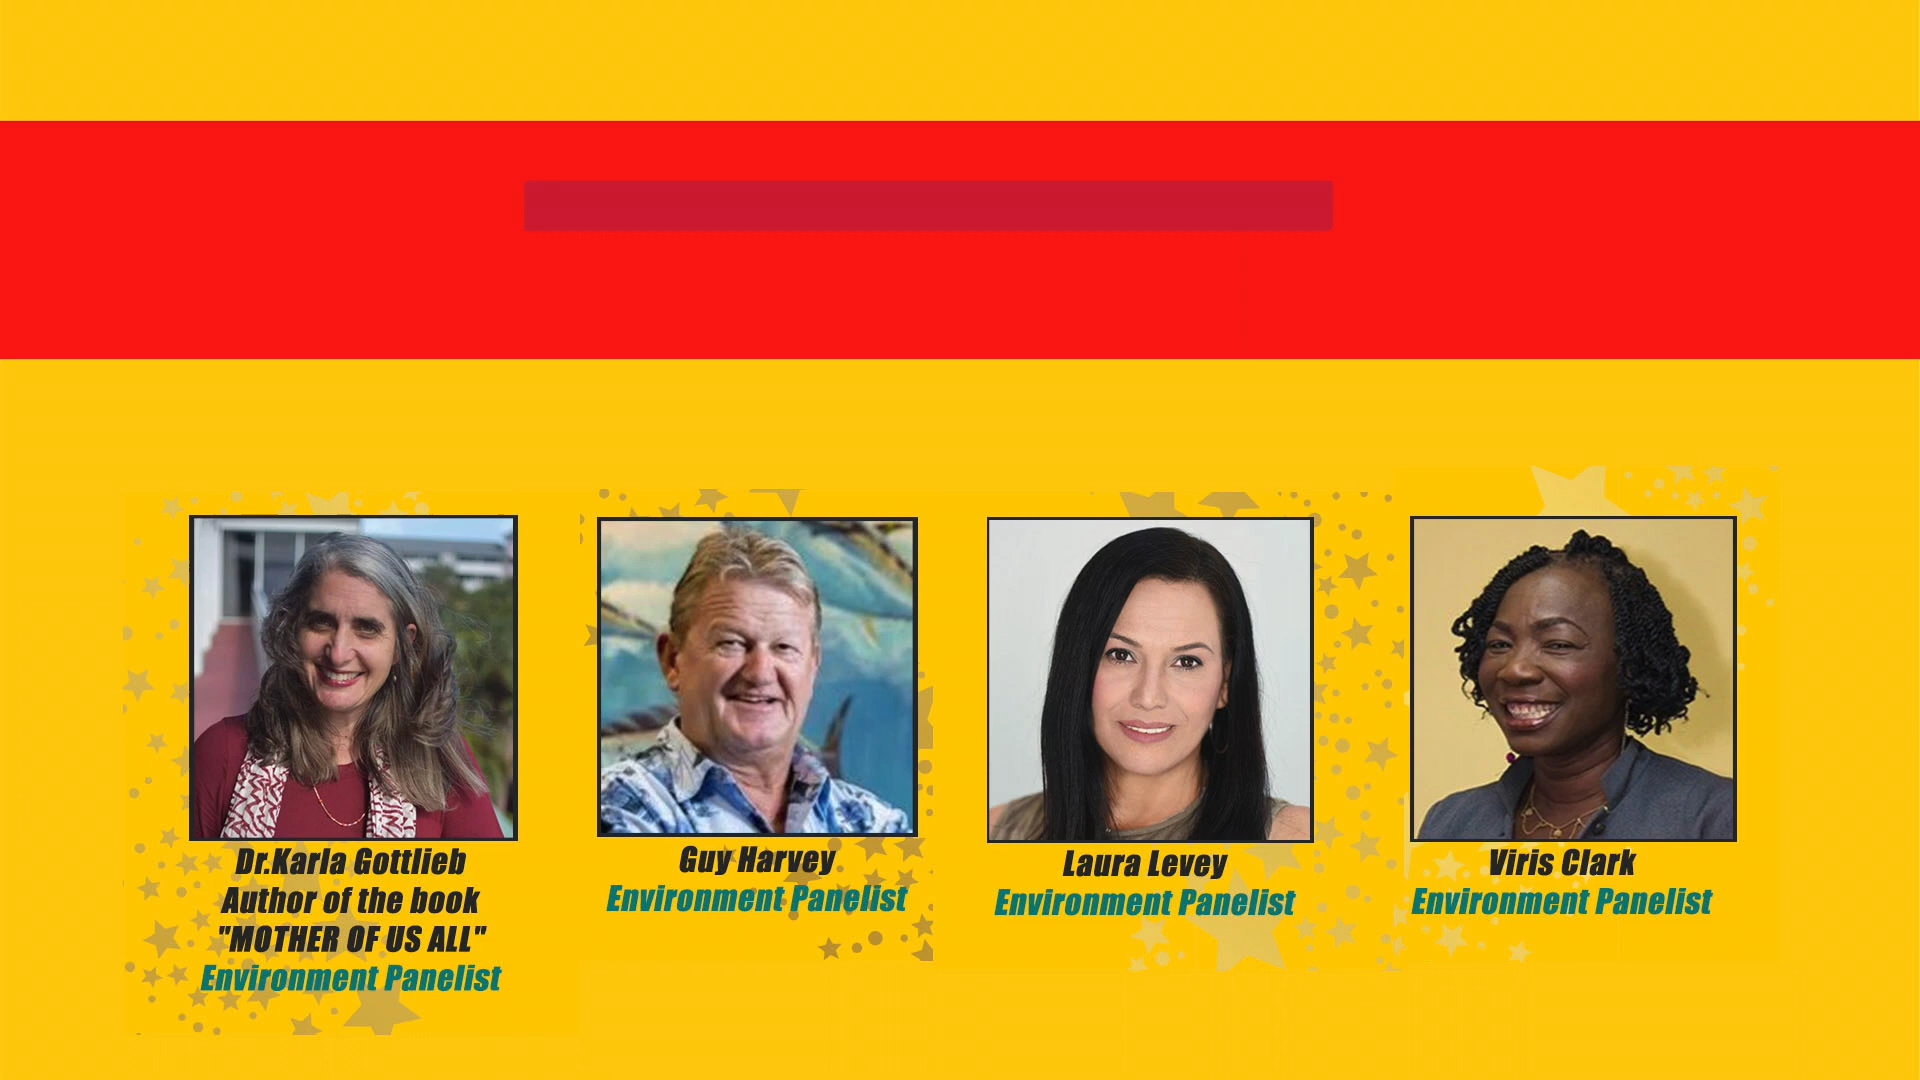 Dr.Karla Gottlieb
Author of the book
"MOTHER OF US ALL"
Environment Panelist
Guy Harvey
Environment Panelist
Laura Levey
Environment Panelist
Viris Clark
Environment Panelist